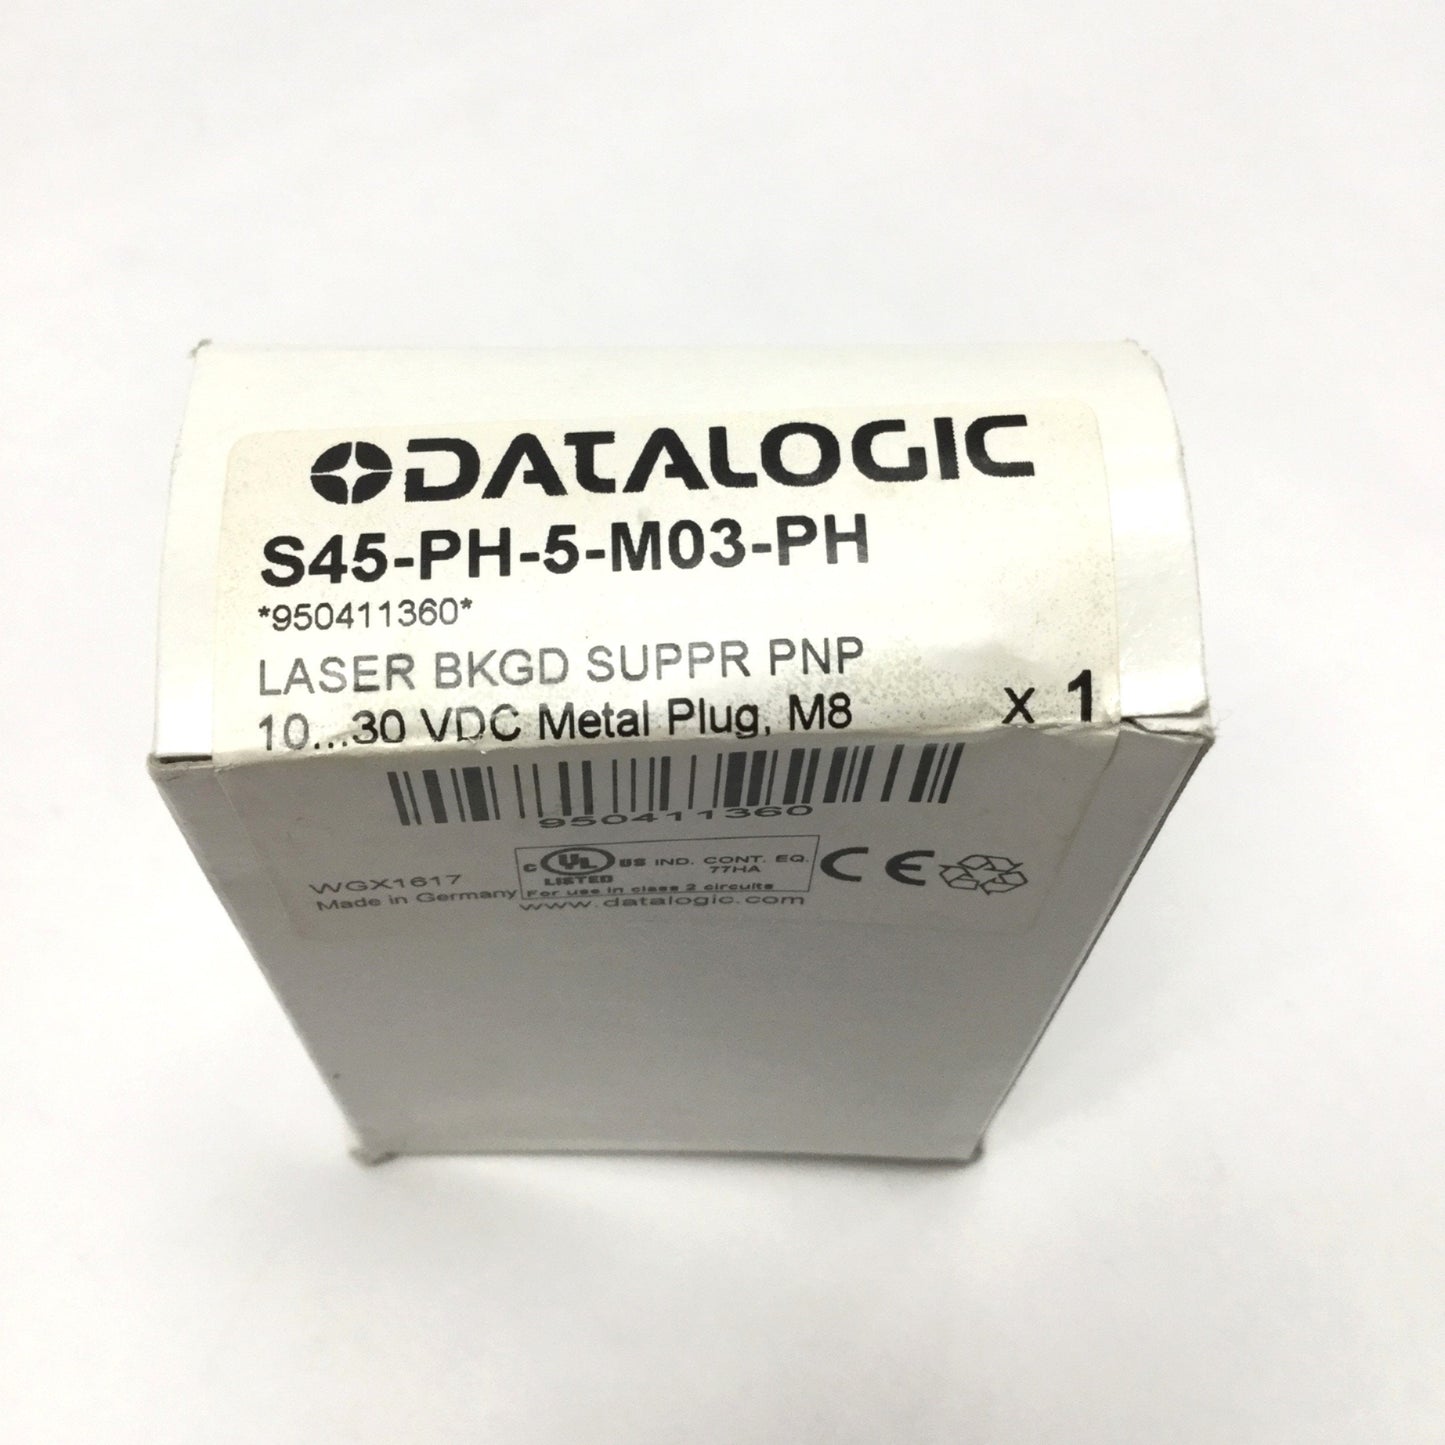 DATALOGIC
S45-PH-5-M03-PH
*950411360*
LASER BKGD SUPPR PNP
10...30 VDC Metal Plug, M8 x 1
950411360
WGX1617
Made in Germany
C UL US LISTED IND. CONT. EQ.
77HA
For use in class 2 circuits
CE
www.datalogic.com